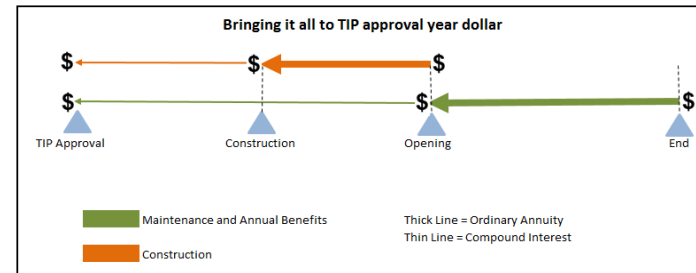 Bringing it all to TIP approval year dollar
$ $ $
$ $ $
TIP Approval Construction Opening End
Maintenance and Annual Benefits Thick Line = Ordinary Annuity
Thin Line = Compound Interest
Construction